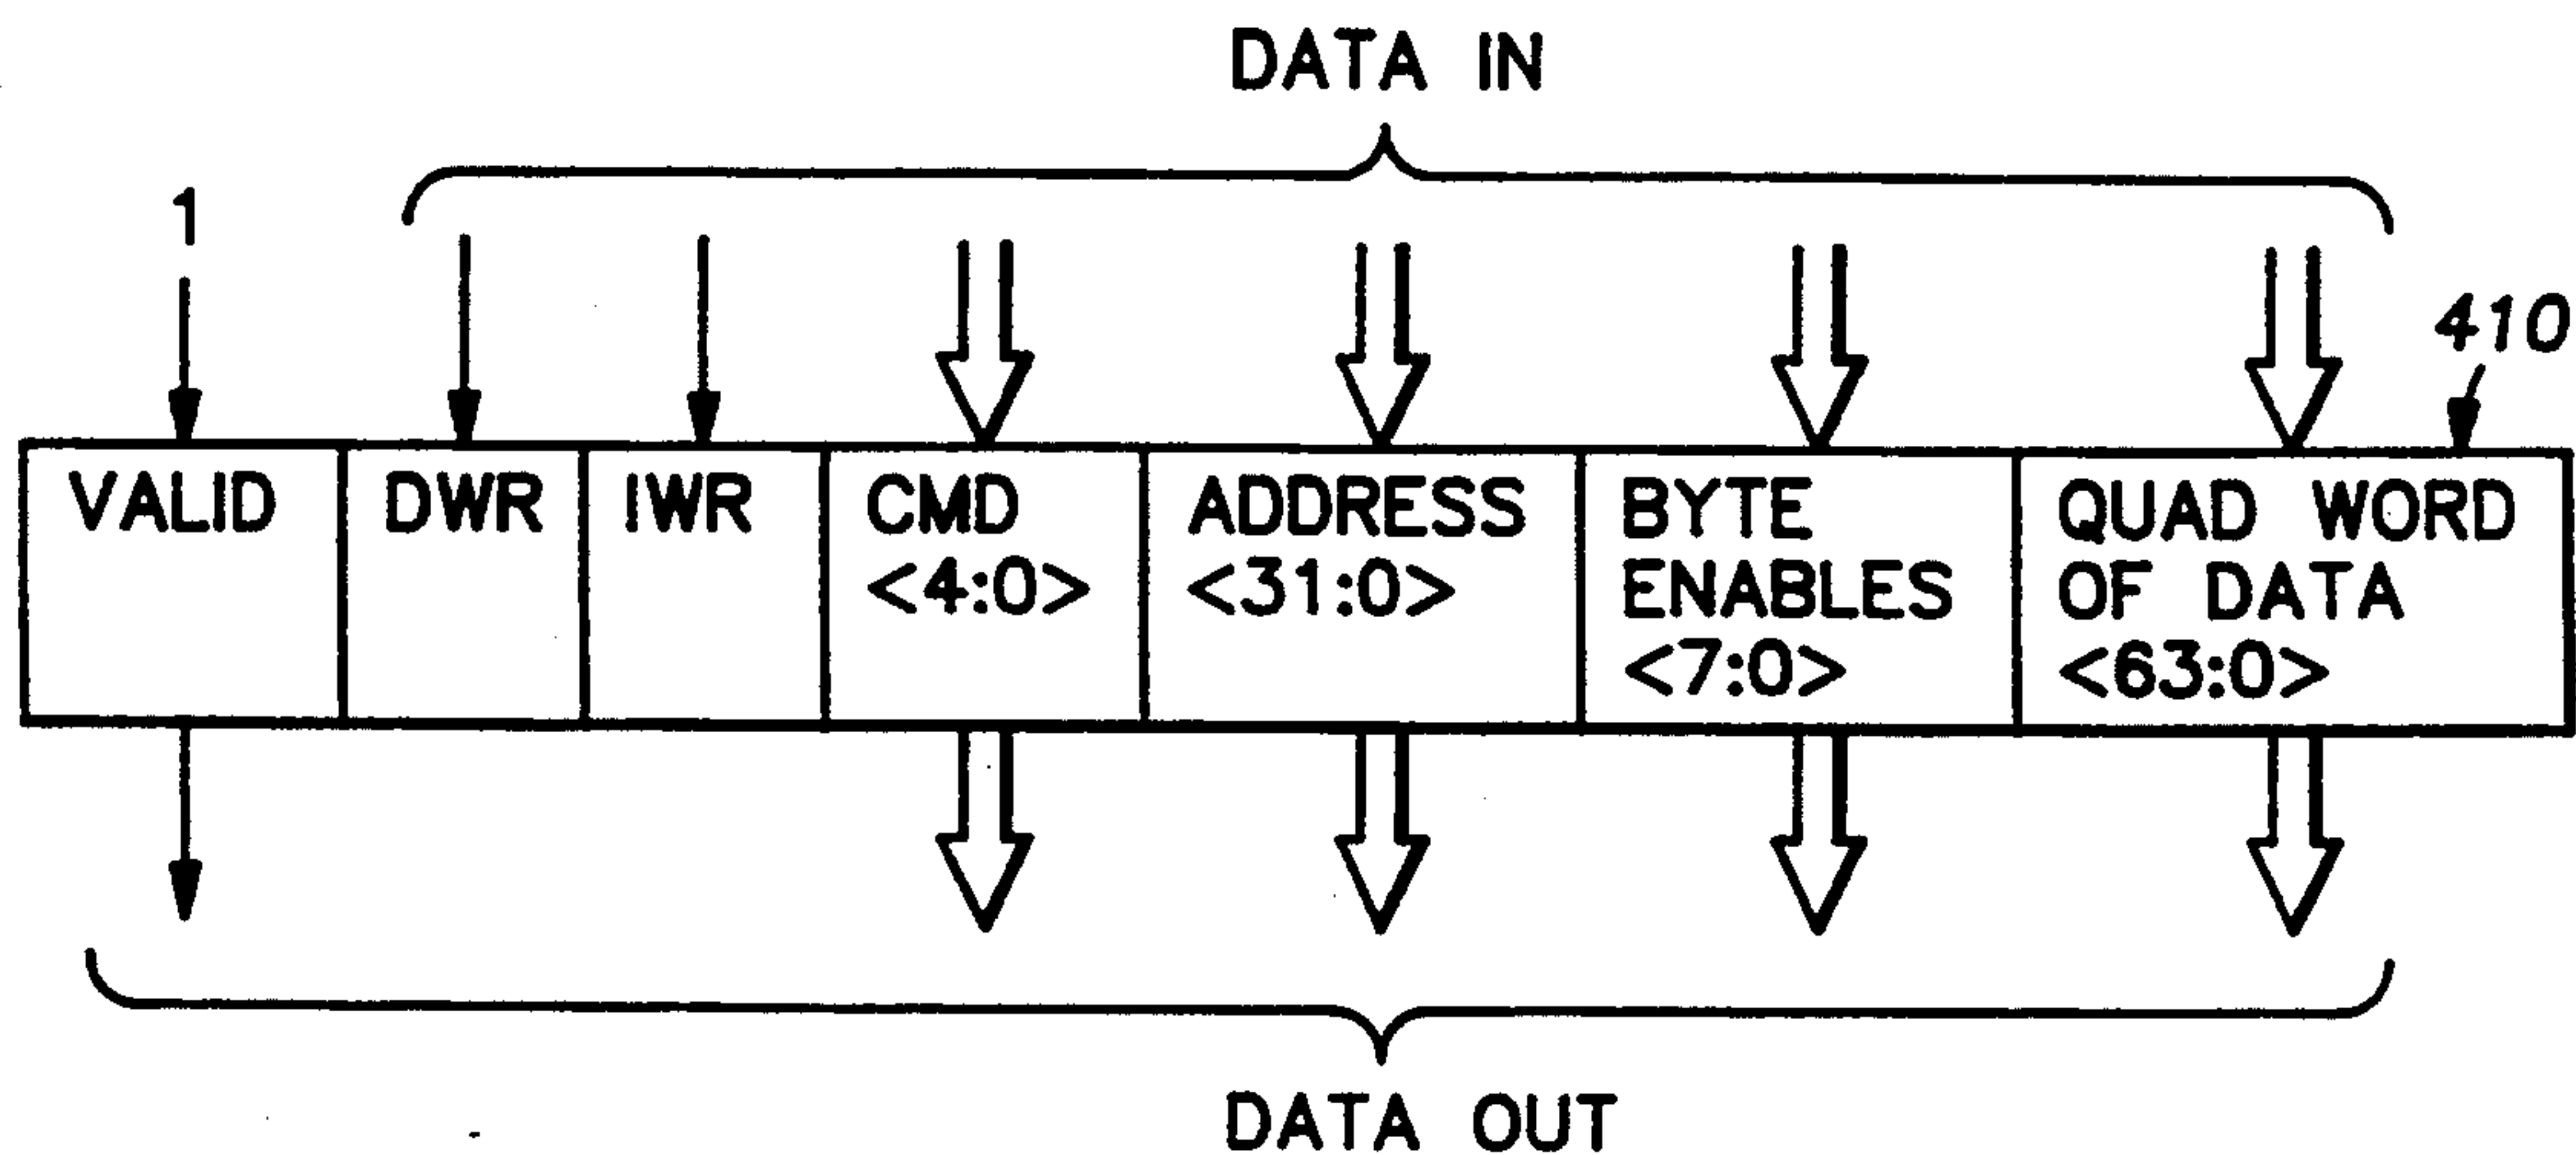 DATA IN
1
410
VALID
DWR
IWR
CMD
<4:0>
ADDRESS
<31:0>
BYTE
ENABLES
<7:0>
QUAD WORD
OF DATA
<63:0>
DATA OUT